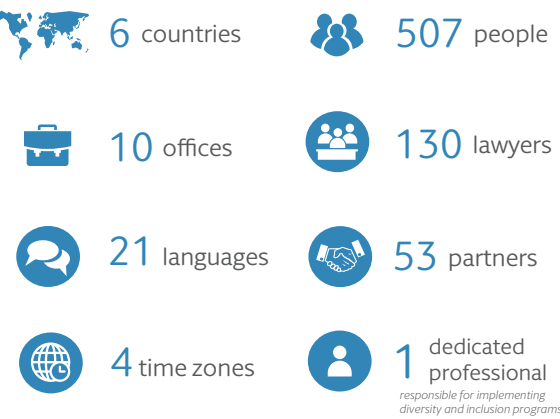 6 countries
507 people
10 offices
130 lawyers
21 languages
53 partners
4 time zones
1 dedicated
professional
responsible for implementing
diversity and inclusion programs